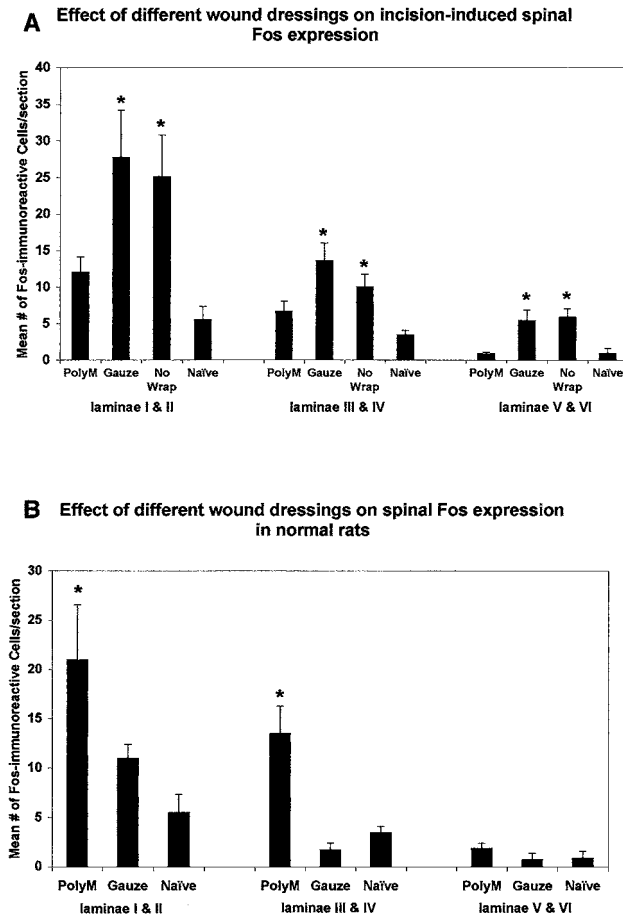 A Effect of different wound dressings on incision-induced spinal
Fos expression
Mean # of Fos-immunoreactive Cells/section
40
35
30
25
20
15
10
5
0
* * * * * *
PolyM Gauze No Naïve PolyM Gauze No Naïve PolyM Gauze No Naïve
Wrap Wrap Wrap
laminae I & II laminae III & IV laminae V & VI
B Effect of different wound dressings on spinal Fos expression
in normal rats
Mean # of Fos-immunoreactive Cells/section
30
25
20
15
10
5
0
* *
PolyM Gauze Naïve PolyM Gauze Naïve PolyM Gauze Naïve
laminae I & II laminae III & IV laminae V & VI